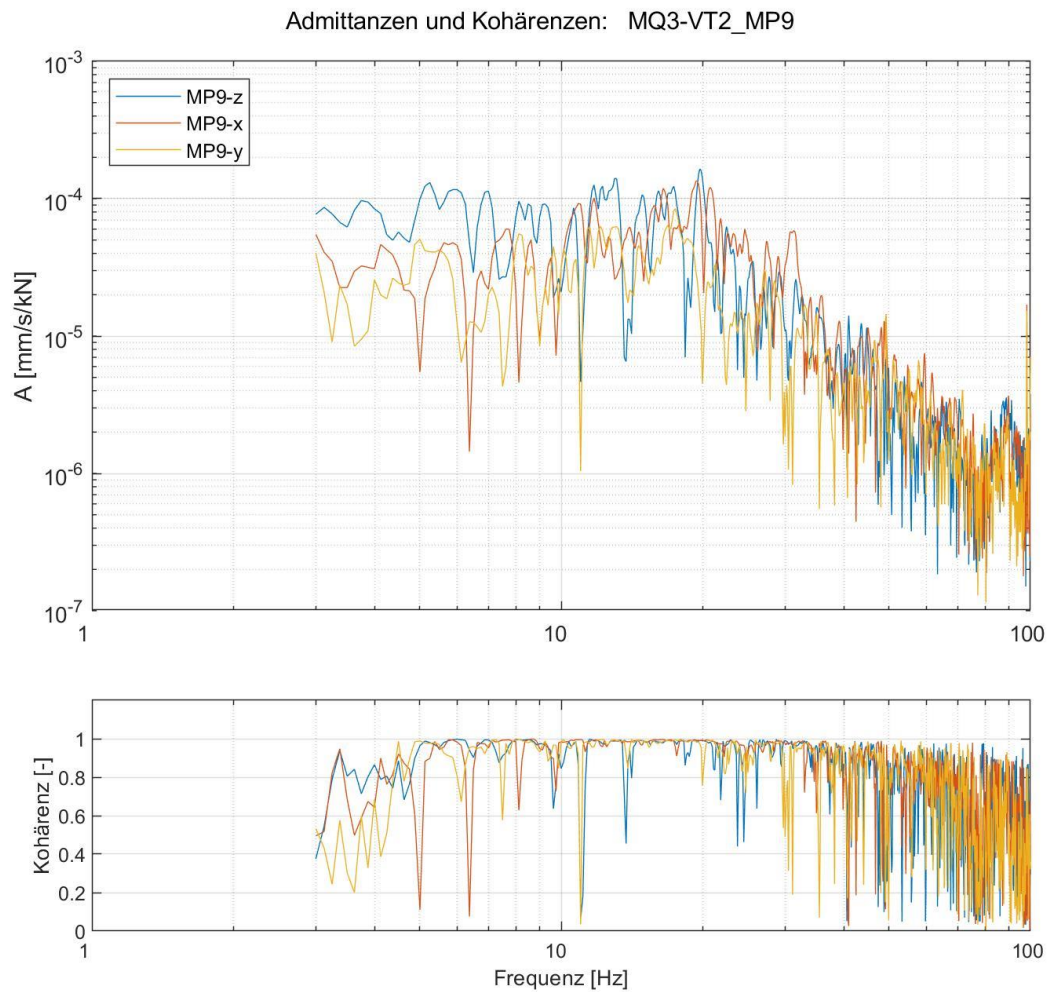 Admittanzen und Kohärenzen: MQ3-VT2_MP9
10-3
MP9-z
MP9-x
MP9-y
10-4
10-5
A [mm/s/kN]
10-6
10-7
1 10 100
1
0.8
0.6
0.4
0.2
0
Kohärenz [-]
1 10 100
Frequenz [Hz]